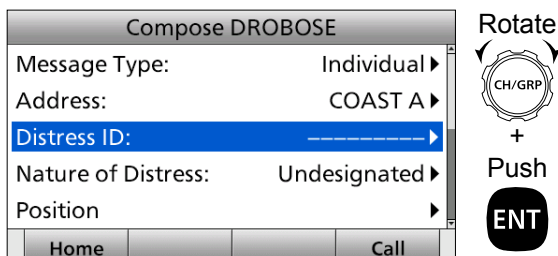 Compose DROBOSE
Message Type: Individual
Address: COAST A
Distress ID: –––––––––
Nature of Distress: Undesignated
Position
Home Call
Rotate
CH/GRP
+
Push
ENT